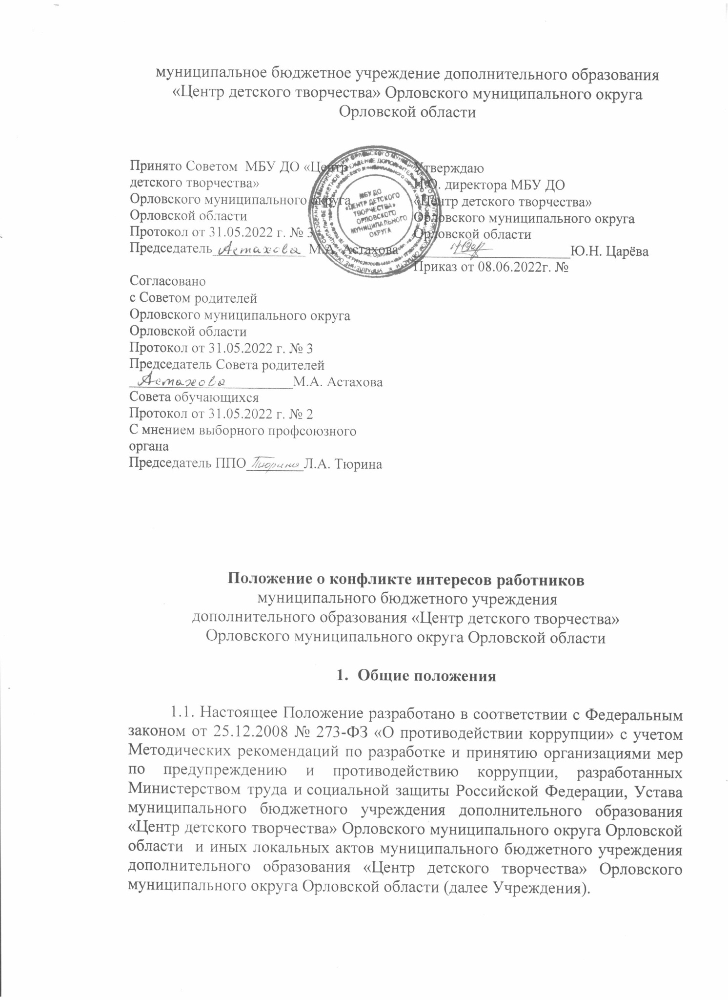 муниципальное бюджетное учреждение дополнительного образования
«Центр детского творчества» Орловского муниципального округа
Орловской области
Принято Советом МБУ ДО «Центр
детского творчества»
Орловского муниципального округа
Орловской области
Протокол от 31.05.2022 г. № 3
Председатель Астахова М.А. Астахова
Утверждаю
И.О. директора МБУ ДО
«Центр детского творчества»
Орловского муниципального округа
Орловской области
Ю.Н. Царёва
Приказ от 08.06.2022г. №
МБУ ДО
«ЦЕНТР ДЕТСКОГО
ТВОРЧЕСТВА»
ОРЛОВСКОГО
МУНИЦИПАЛЬНОГО
ОКРУГА
Согласовано
с Советом родителей
Орловского муниципального округа
Орловской области
Протокол от 31.05.2022 г. № 3
Председатель Совета родителей
Астахова М.А. Астахова
Совета обучающихся
Протокол от 31.05.2022 г. № 2
С мнением выборного профсоюзного
органа
Председатель ППО Тюрина Л.А. Тюрина
Положение о конфликте интересов работников
муниципального бюджетного учреждения
дополнительного образования «Центр детского творчества»
Орловского муниципального округа Орловской области
1. Общие положения
1.1. Настоящее Положение разработано в соответствии с Федеральным
законом от 25.12.2008 № 273-ФЗ «О противодействии коррупции» с учетом
Методических рекомендаций по разработке и принятию организациями мер
по предупреждению и противодействию коррупции, разработанных
Министерством труда и социальной защиты Российской Федерации, Устава
муниципального бюджетного учреждения дополнительного образования
«Центр детского творчества» Орловского муниципального округа Орловской
области и иных локальных актов муниципального бюджетного учреждения
дополнительного образования «Центр детского творчества» Орловского
муниципального округа Орловской области (далее Учреждения).